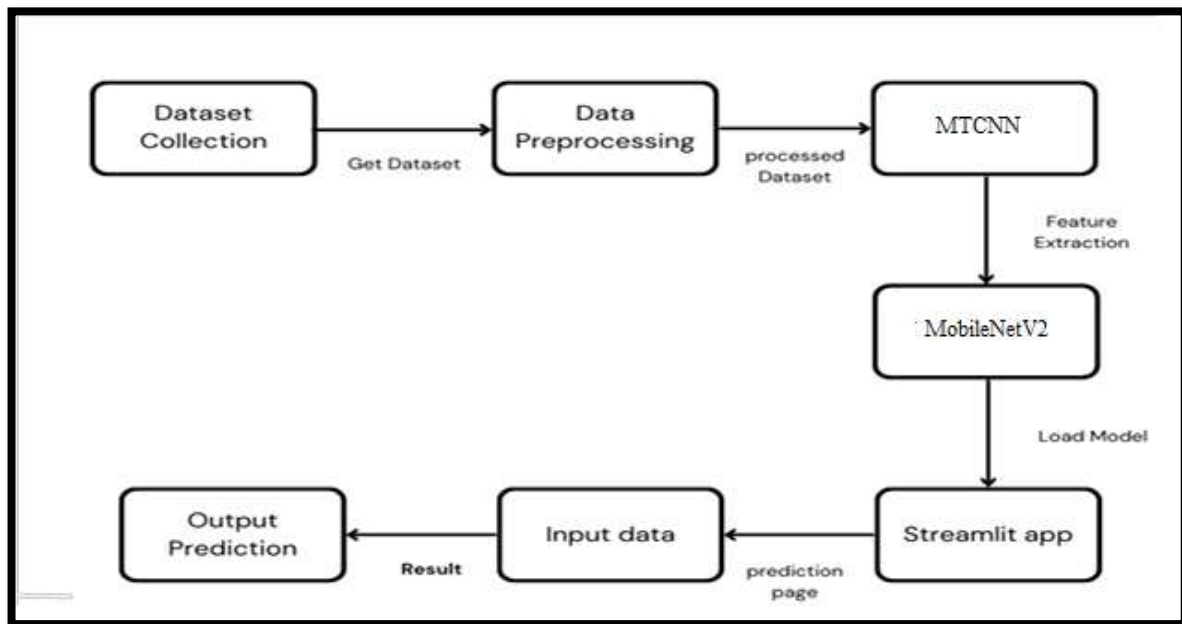 Dataset
Collection
Get Dataset
Data
Preprocessing
processed
Dataset
MTCNN
Feature
Extraction
MobileNetV2
Load Model
Streamlit app
prediction
page
Input data
Result
Output
Prediction